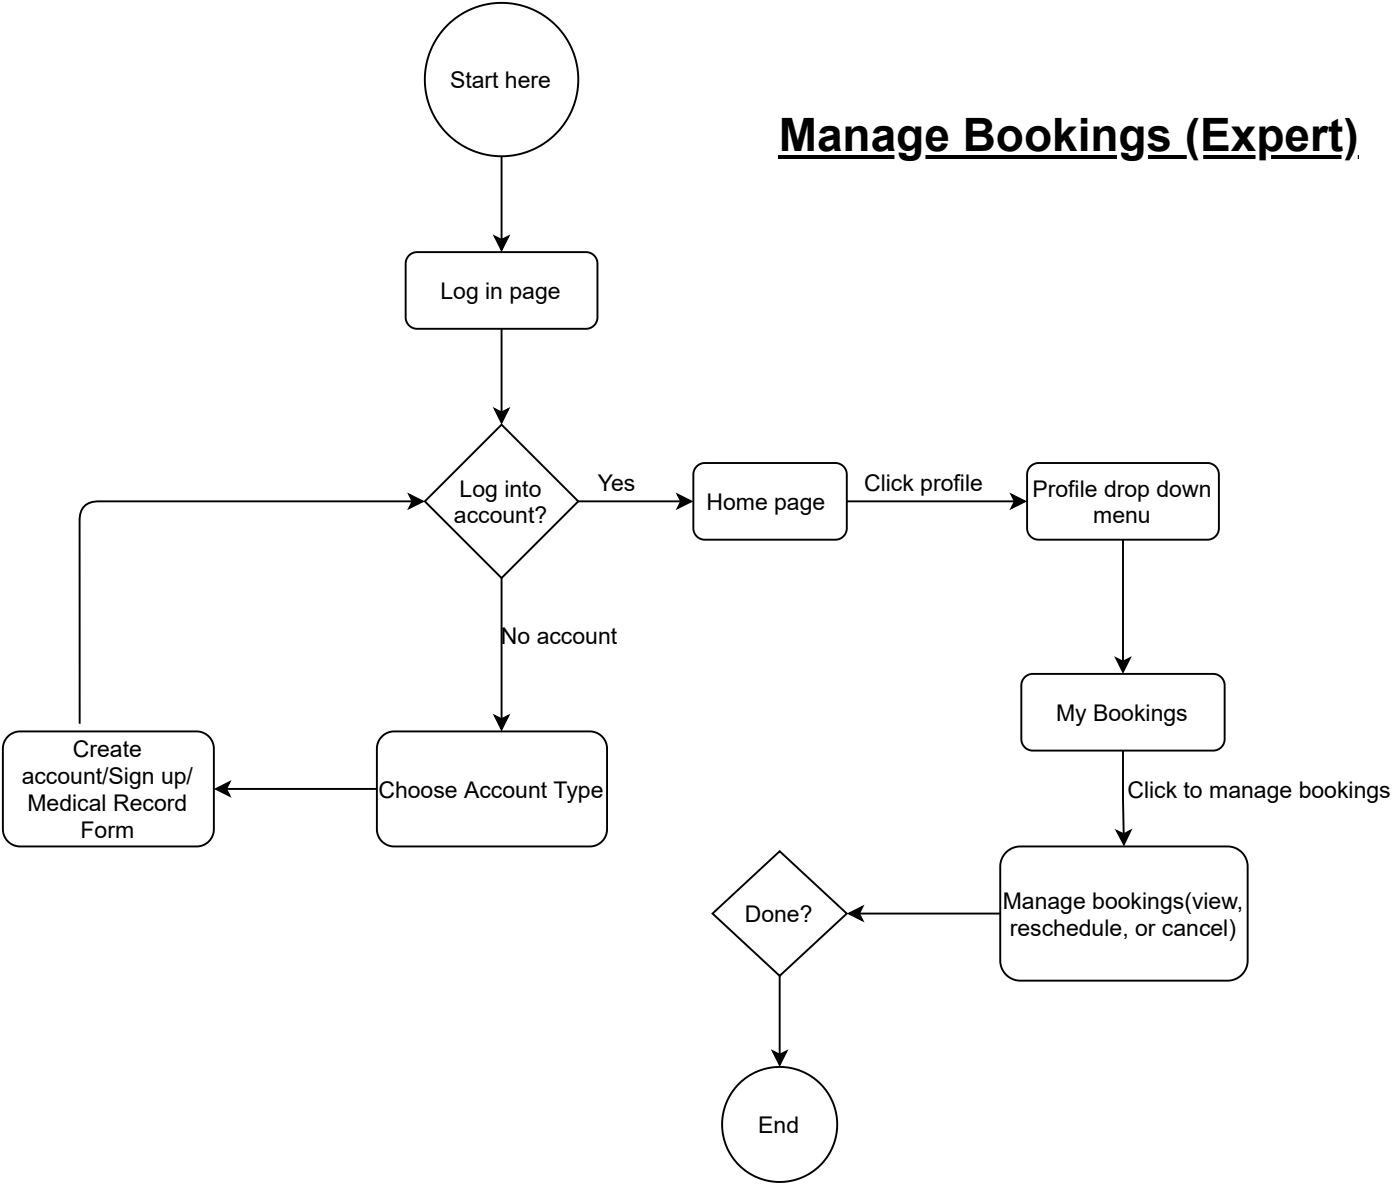 Start here
Manage Bookings (Expert)
Log in page
Log into
account?
Yes
Home page
Click profile
Profile drop down
menu
No account
My Bookings
Create
account/Sign up/
Medical Record
Form
Choose Account Type
Click to manage bookings
Manage bookings(view,
reschedule, or cancel)
Done?
End